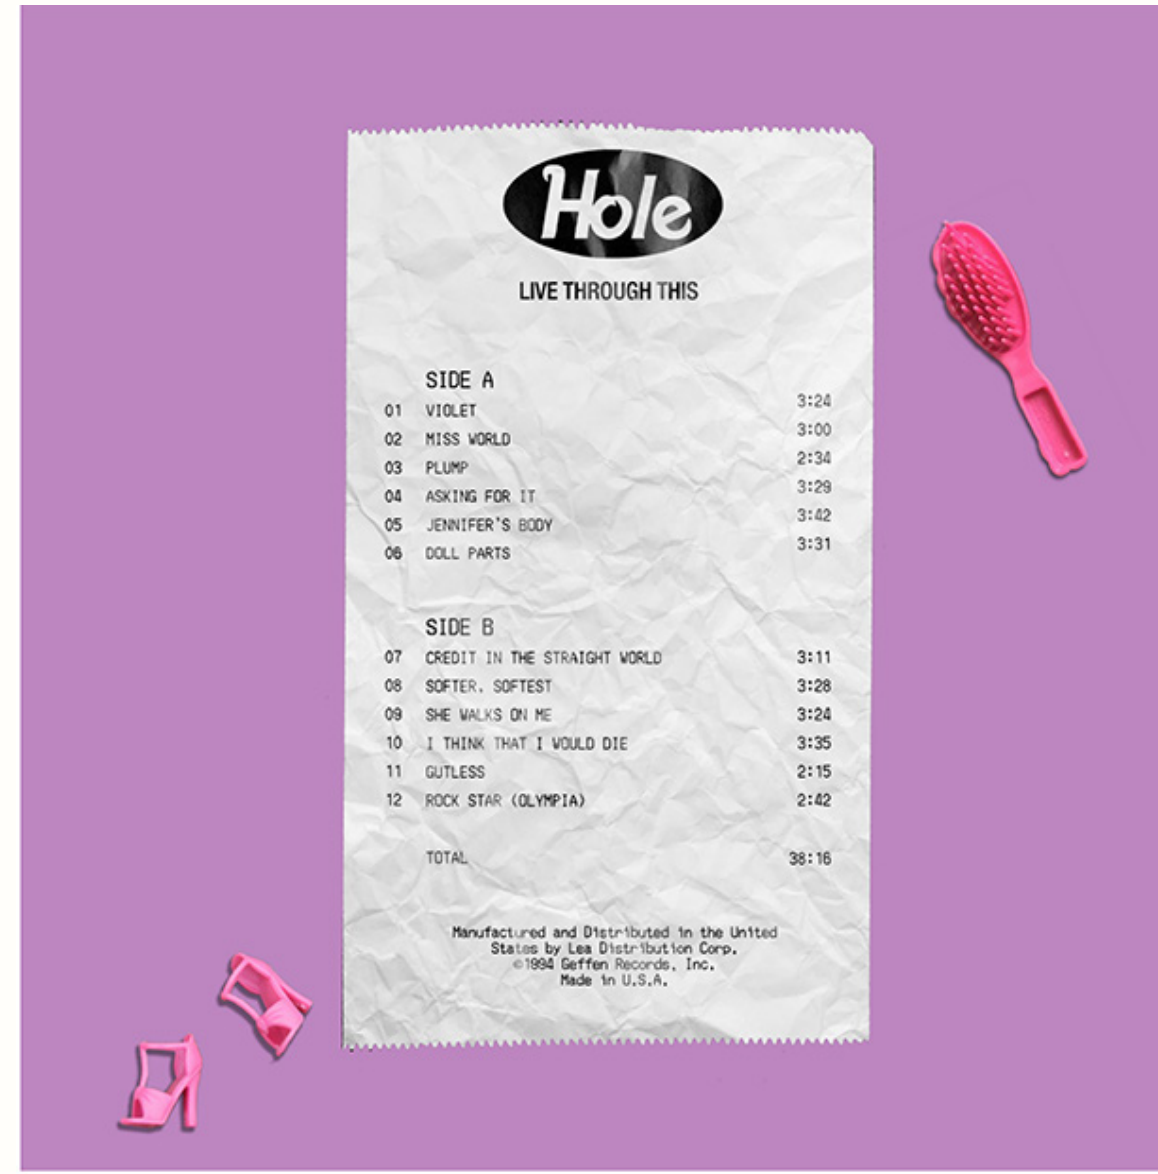 Hole
LIVE THROUGH THIS
SIDE A
01 VIOLET 3:24
02 MISS WORLD 3:00
03 PLUMP 2:34
04 ASKING FOR IT 3:29
05 JENNIFER'S BODY 3:42
06 DOLL PARTS 3:31
SIDE B
07 CREDIT IN THE STRAIGHT WORLD 3:11
08 SOFTER, SOFTEST 3:28
09 SHE WALKS ON ME 3:24
10 I THINK THAT I WOULD DIE 3:35
11 GUTLESS 2:15
12 ROCK STAR (OLYMPIA) 2:42
TOTAL 38:16
Manufactured and Distributed in the United
States by Lea Distribution Corp.
©1994 Geffen Records, Inc.
Made in U.S.A.